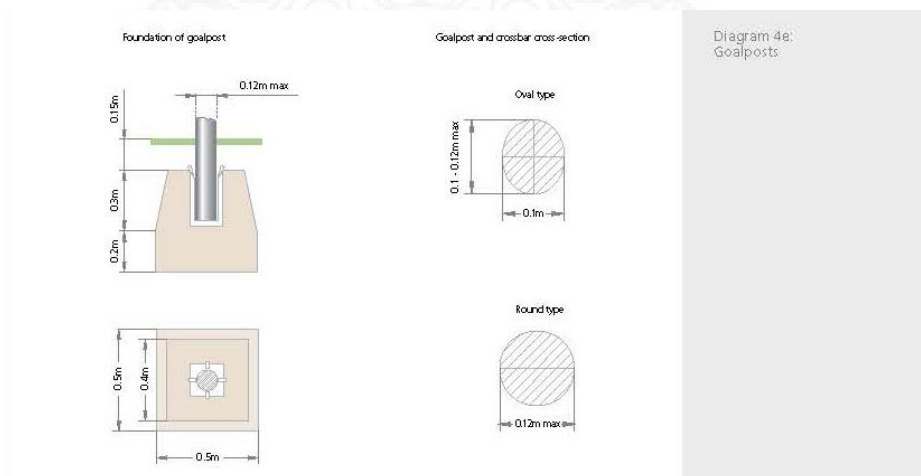 Foundation of goalpost
0.12m max
0.15m
0.3m
0.2m
0.5m
0.4m
0.5m
Goalpost and crossbar cross-section
Oval type
0.1 - 0.12m max
0.1m
Round type
0.12m max
Diagram 4e:
Goalposts